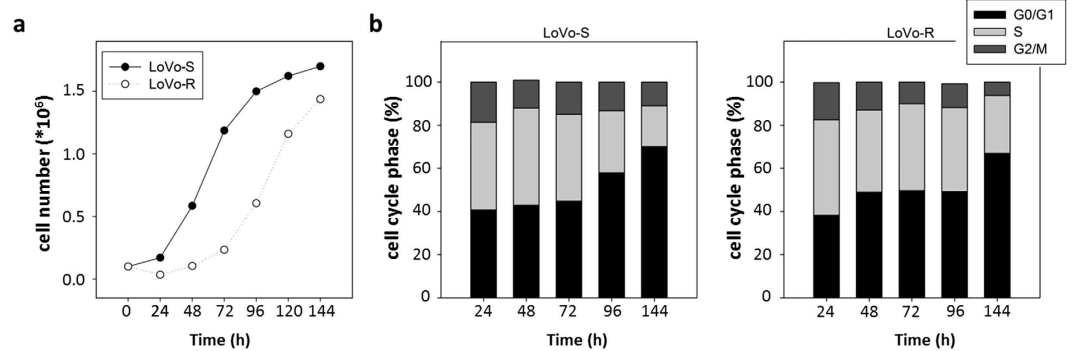 a
LoVo-S
LoVo-R
cell number (*10⁶)
1.5
1.0
0.5
0.0
0 24 48 72 96 120 144
Time (h)
b
LoVo-S
cell cycle phase (%)
100
80
60
40
20
0
24 48 72 96 144
Time (h)
LoVo-R
G0/G1
S
G2/M
cell cycle phase (%)
100
80
60
40
20
0
24 48 72 96 144
Time (h)